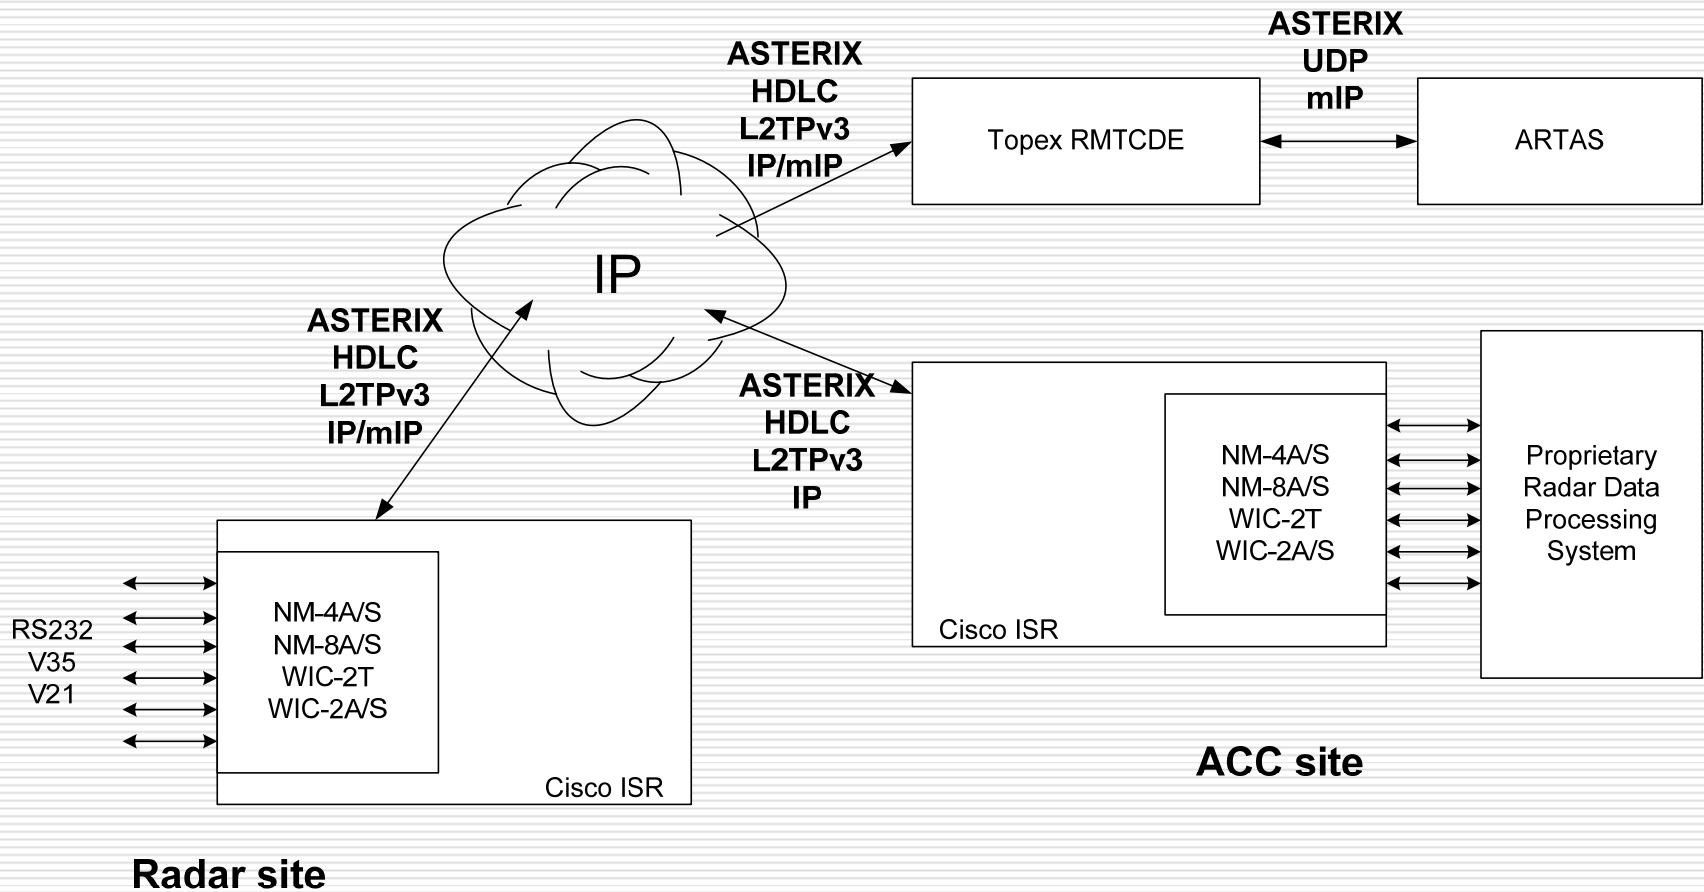 ASTERIX
UDP
mIP
ASTERIX
HDLC
L2TPv3
IP/mIP
Topex RMTCDE
ARTAS
IP
ASTERIX
HDLC
L2TPv3
IP/mIP
ASTERIX
HDLC
L2TPv3
IP
NM-4A/S
NM-8A/S
WIC-2T
WIC-2A/S
Cisco ISR
Proprietary
Radar Data
Processing
System
RS232
V35
V21
NM-4A/S
NM-8A/S
WIC-2T
WIC-2A/S
Cisco ISR
ACC site
Radar site